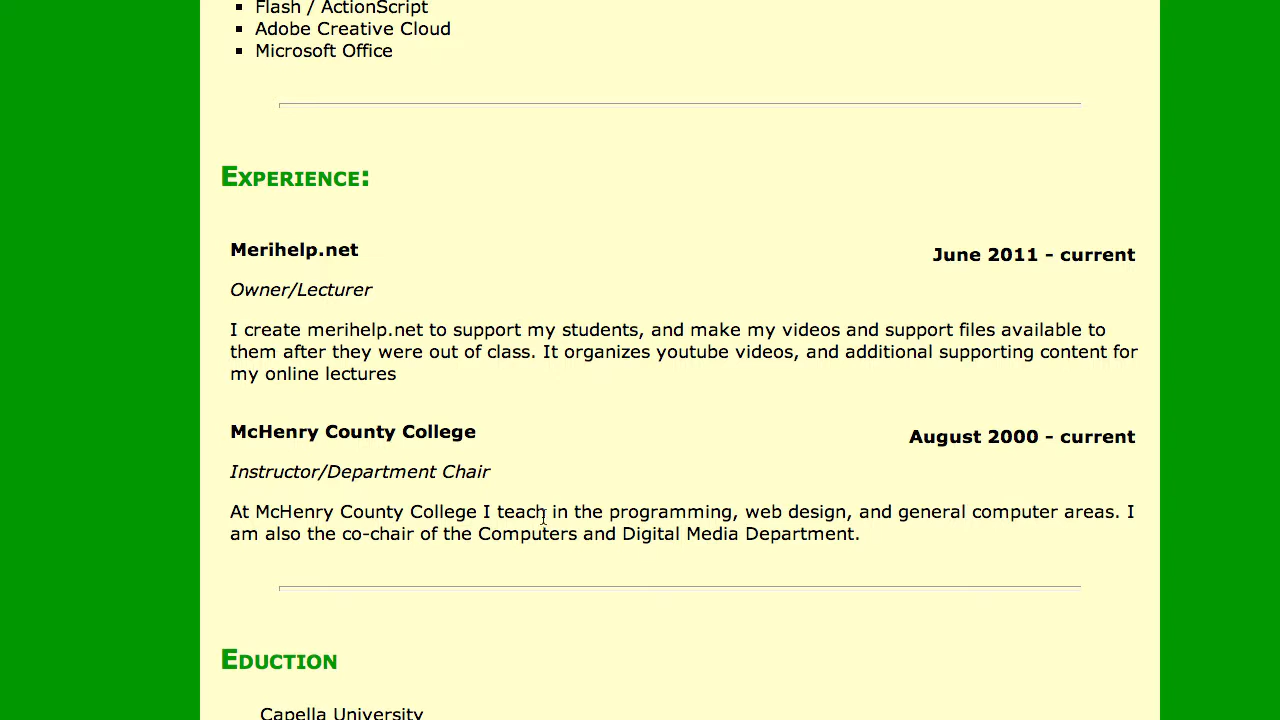 Flash / ActionScript
Adobe Creative Cloud
Microsoft Office
Experience:
Merihelp.net
June 2011 - current
Owner/Lecturer
I create merihelp.net to support my students, and make my videos and support files available to
them after they were out of class. It organizes youtube videos, and additional supporting content for
my online lectures
McHenry County College
August 2000 - current
Instructor/Department Chair
At McHenry County College I teach in the programming, web design, and general computer areas. I
am also the co-chair of the Computers and Digital Media Department.
Eduction
Capella University